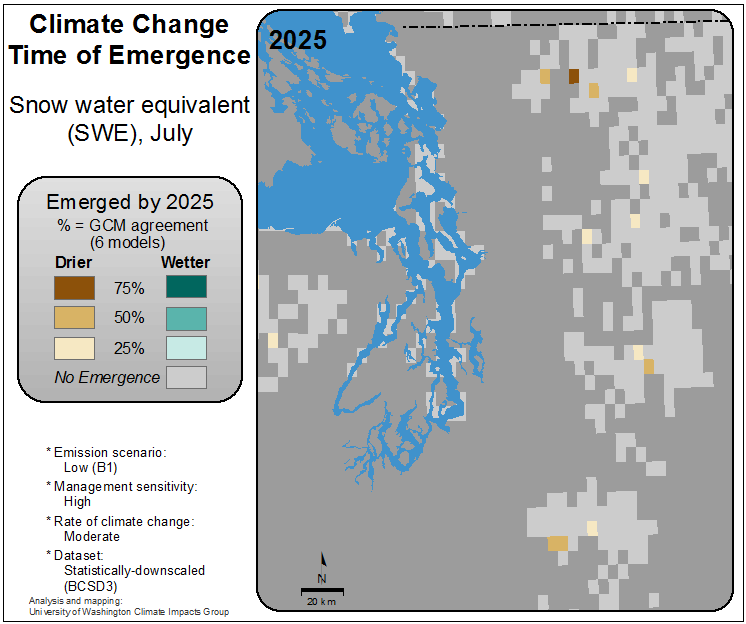 Climate Change
Time of Emergence
Snow water equivalent
(SWE), July
Emerged by 2025
% = GCM agreement
(6 models)
Drier Wetter
75%
50%
25%
No Emergence
* Emission scenario:
Low (B1)
* Management sensitivity:
High
* Rate of climate change:
Moderate
* Dataset:
Statistically-downscaled
(BCSD3)
Analysis and mapping:
University of Washington Climate Impacts Group
2025
N
20 km